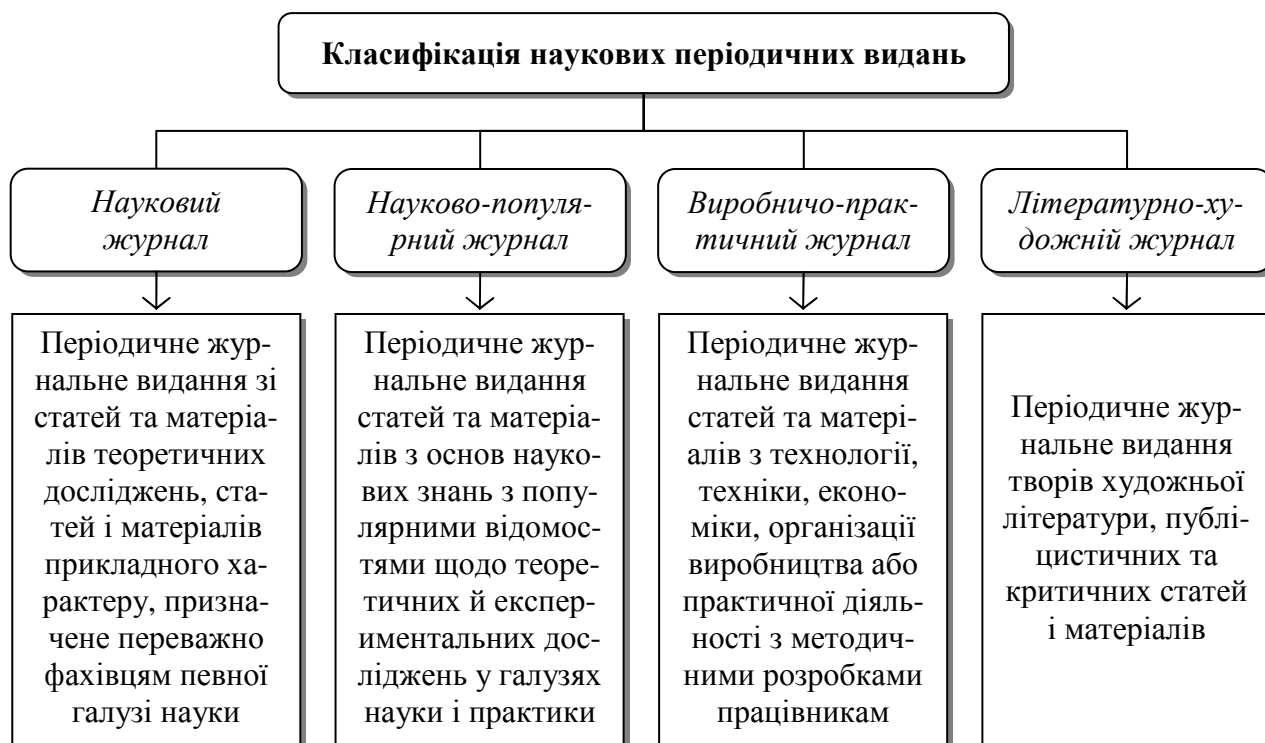 Класифікація наукових періодичних видань
Науковий
журнал
Періодичне жур-
нальне видання зі
статей та матеріа-
лів теоретичних
досліджень, ста-
тей і матеріалів
прикладного ха-
рактеру, призна-
чене переважно
фахівцям певної
галузі науки
Науково-популя-
рний журнал
Періодичне жур-
нальне видання
статей та матеріа-
лів з основ науко-
вих знань з попу-
лярними відомос-
тями щодо теоре-
тичних й експер-
иментальних дос-
ліджень у галузях
науки і практики
Виробничо-прак-
тичний журнал
Періодичне жур-
нальне видання
статей та матері-
алів з технології,
техніки, еконо-
міки, організації
виробництва або
практичної діяль-
ності з методич-
ними розробками
працівникам
Літературно-ху-
дожній журнал
Періодичне жур-
нальне видання
творів художньої
літератури, публі-
цистичних та
критичних статей
і матеріалів